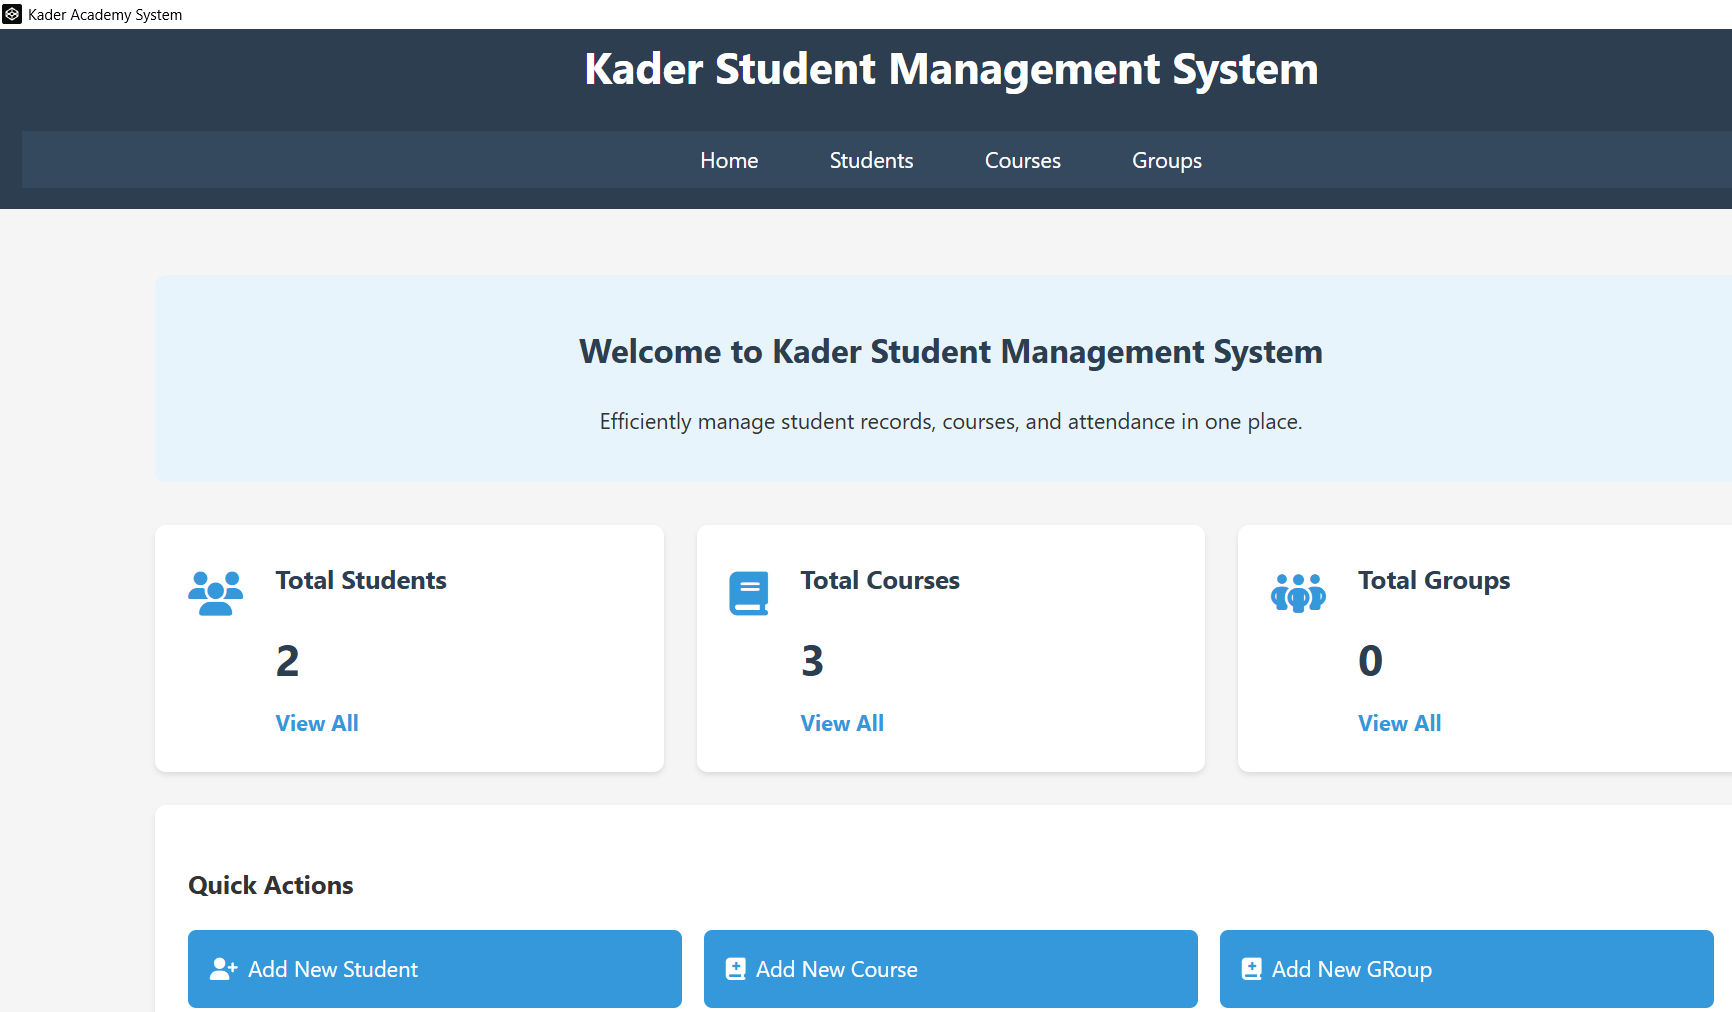 Kader Academy System
Kader Student Management System
Home Students Courses Groups
Welcome to Kader Student Management System
Efficiently manage student records, courses, and attendance in one place.
Total Students
2
View All
Total Courses
3
View All
Total Groups
0
View All
Quick Actions
Add New Student
Add New Course
Add New GRoup